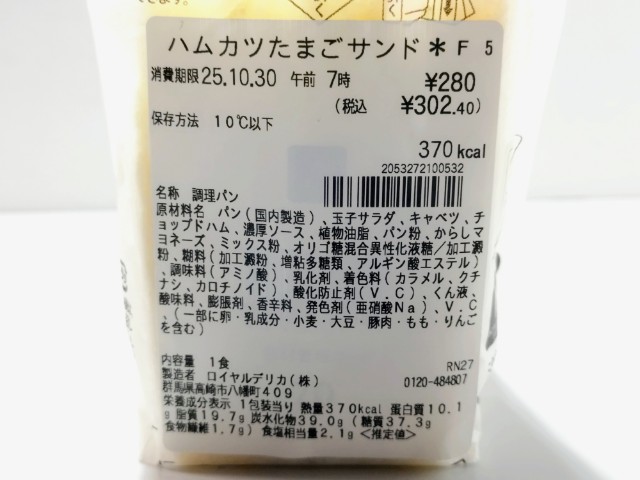 ハムカツたまごサンド＊ F 5
消費期限25.10.30 午前 7時 ¥280
(税込 ¥302.40)
保存方法 10℃以下
370kcal
2053272100532
名称 調理パン
原材料名 パン(国内製造)、玉子サラダ、キャベツ、チ
ョップドハム、濃厚ソース、植物油脂、パン粉、からしマ
ヨネーズ、ミックス粉、オリゴ糖混合異性化液糖／加工澱
粉、糊料(加工澱粉、増粘多糖類、アルギン酸エステル)
、調味料(アミノ酸)、乳化剤、着色料(カラメル、クチ
ナシ、カロチノイド)、酸化防止剤(V.C)、くん液、
酸味料、膨脹剤、香辛料、発色剤(亜硝酸Na)、V.C
、(一部に卵・乳成分・小麦・大豆・豚肉・もも・りんご
を含む)
内容量 1食 RN27
製造者 ロイヤルデリカ(株) 0120-484807
群馬県高崎市八幡町409
栄養成分表示 1包装当り 熱量370kcal 蛋白質10.1
g 脂質19.7g 炭水化物39.0g (糖質37.3g
食物繊維1.7g) 食塩相当量2.1g <推定値>